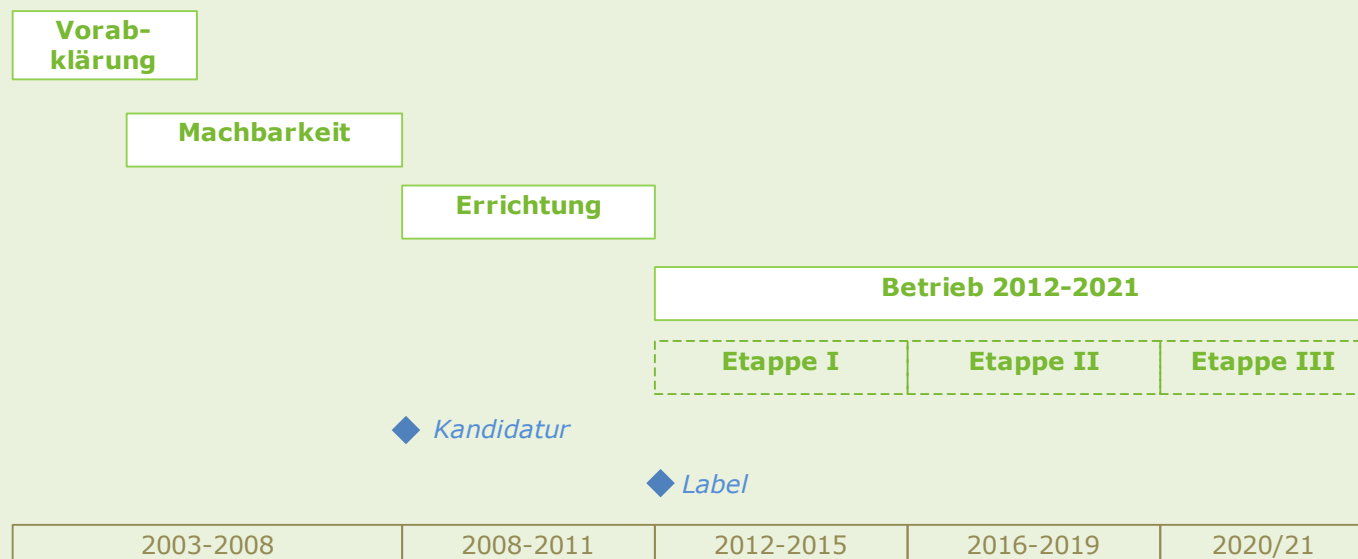 Vorab-
klärung
Machbarkeit
Errichtung
Betrieb 2012-2021
Etappe I
Etappe II
Etappe III
Kandidatur
Label
2003-2008
2008-2011
2012-2015
2016-2019
2020/21